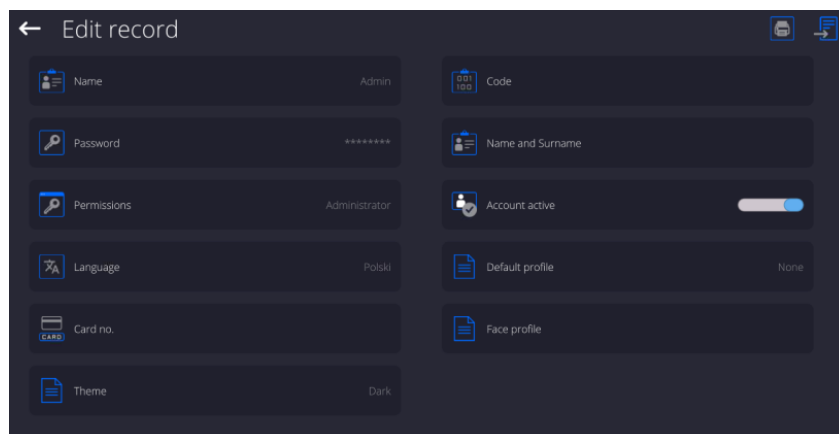 Edit record
Name Admin
Password ********
Permissions Administrator
Language Polski
Card no.
CARD
Theme Dark
001
100
Code
Name and Surname
Account active
Default profile None
Face profile